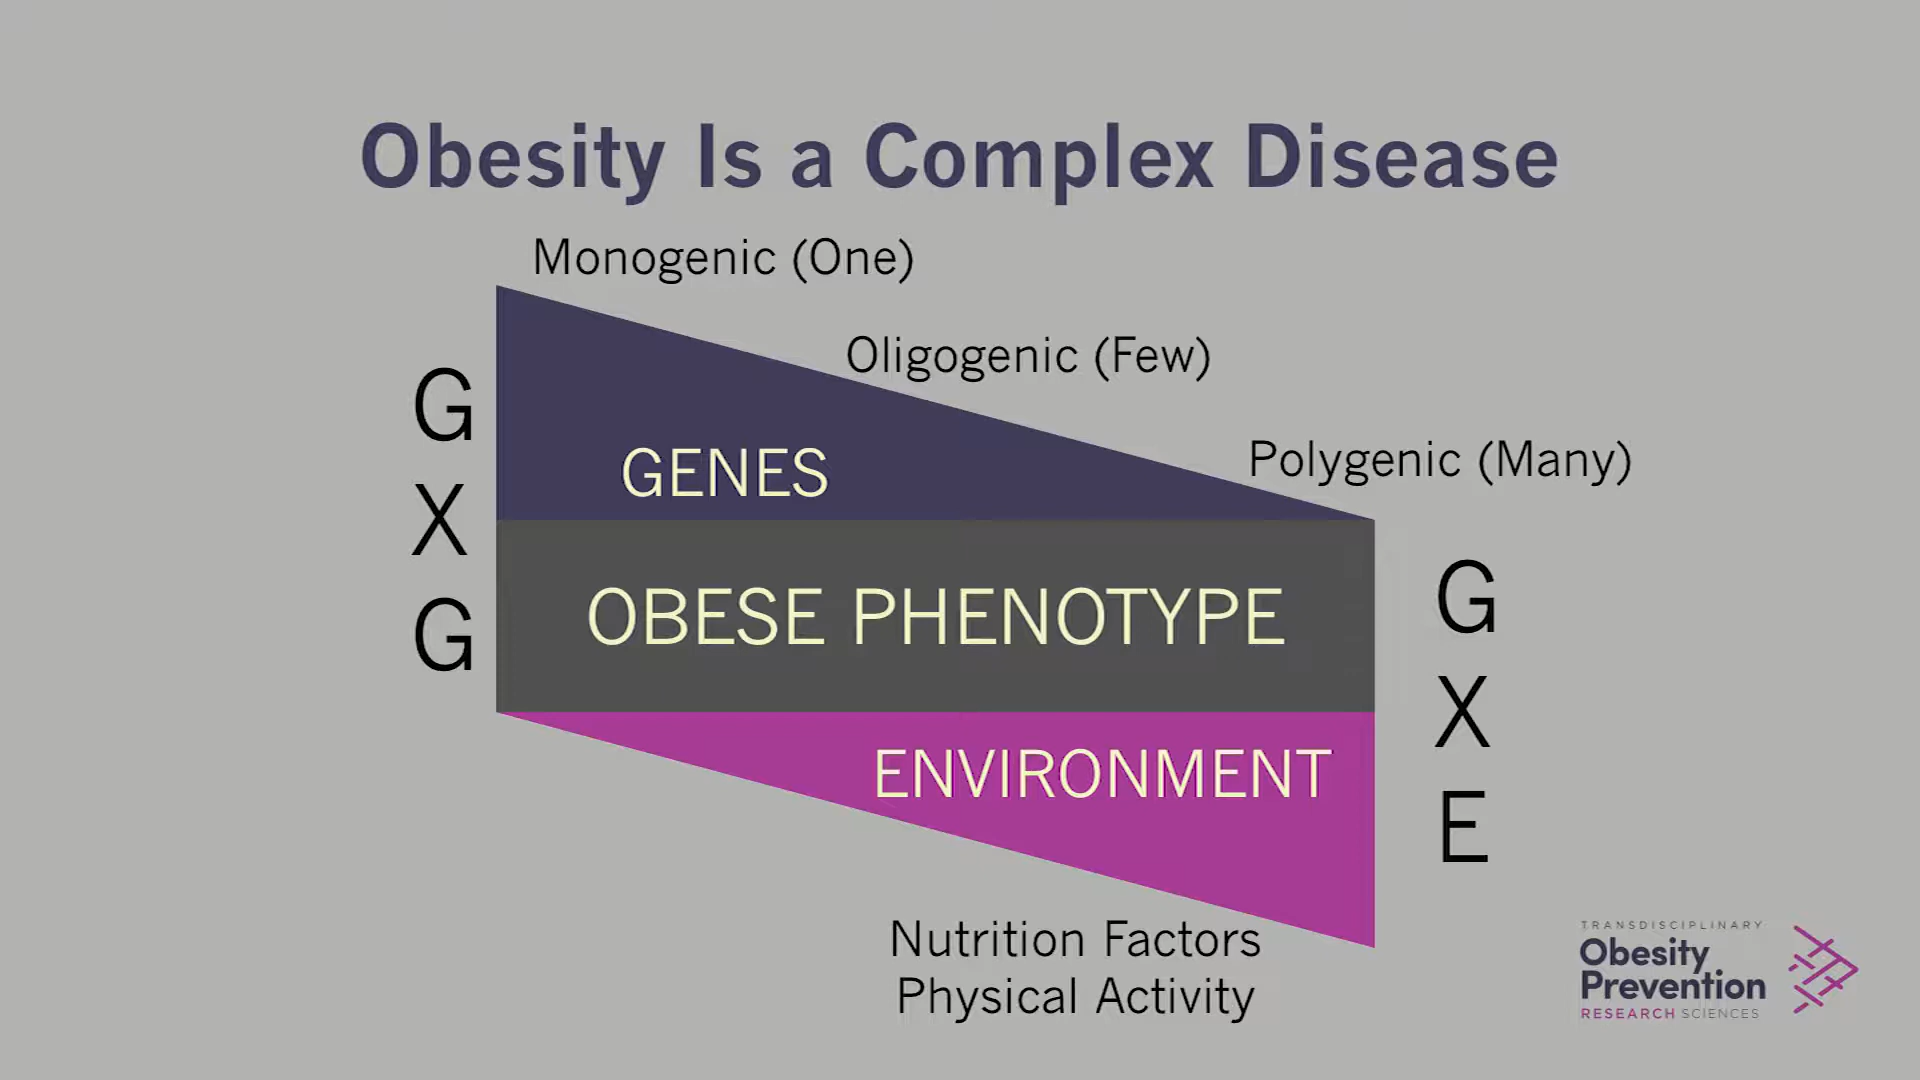 Obesity Is a Complex Disease
Monogenic (One)
Oligogenic (Few)
Polygenic (Many)
G
X
G
GENES
OBESE PHENOTYPE
ENVIRONMENT
G
X
E
Nutrition Factors
Physical Activity
TRANSDISCIPLINARY
Obesity
Prevention
RESEARCH SCIENCES